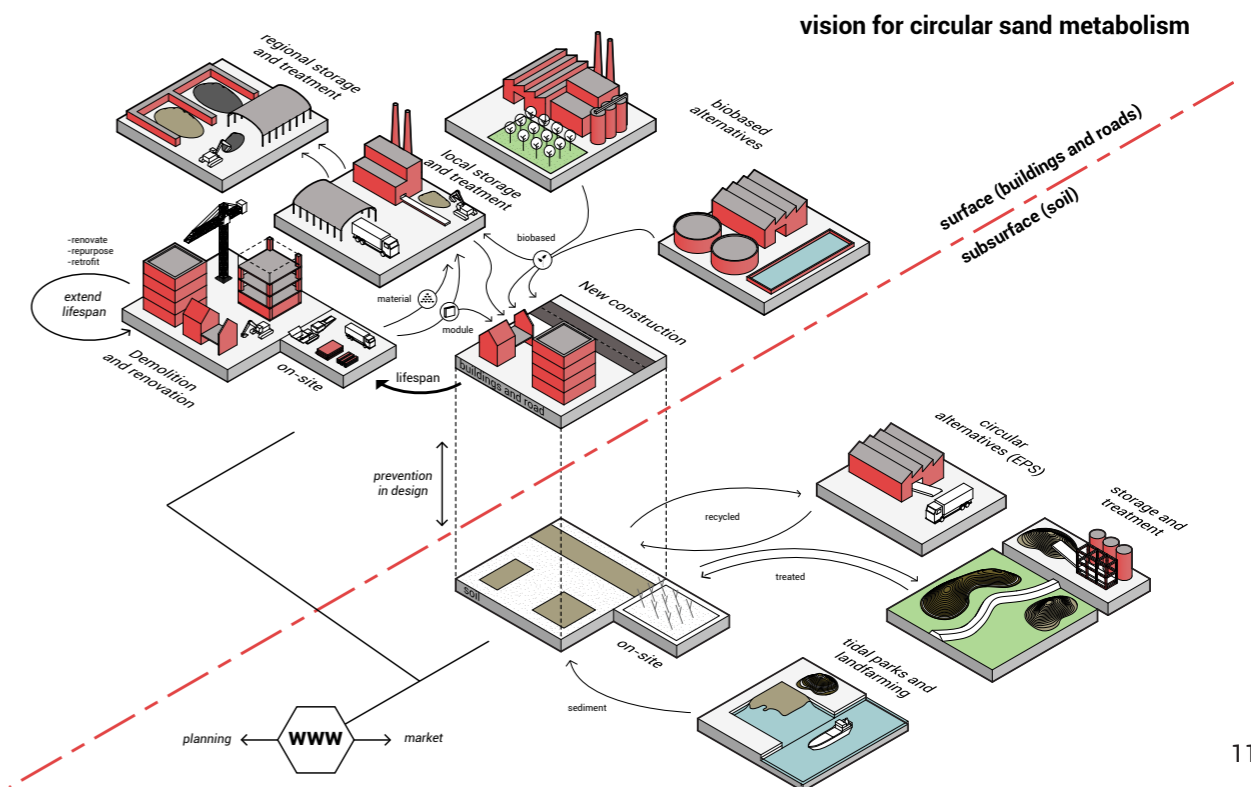 vision for circular sand metabolism
regional storage
and treatment
local storage
and treatment
biobased
alternatives
surface (buildings and roads)
subsurface (soil)
-renovate
-repurpose
-retrofit
extend
lifespan
Demolition
and renovation
on-site
material
module
biobased
New construction
buildings and road
lifespan
prevention
in design
circular
alternatives (EPS)
storage and
treatment
recycled
treated
soil
on-site
tidal parks and
landfarming
sediment
planning
WWW
market
11